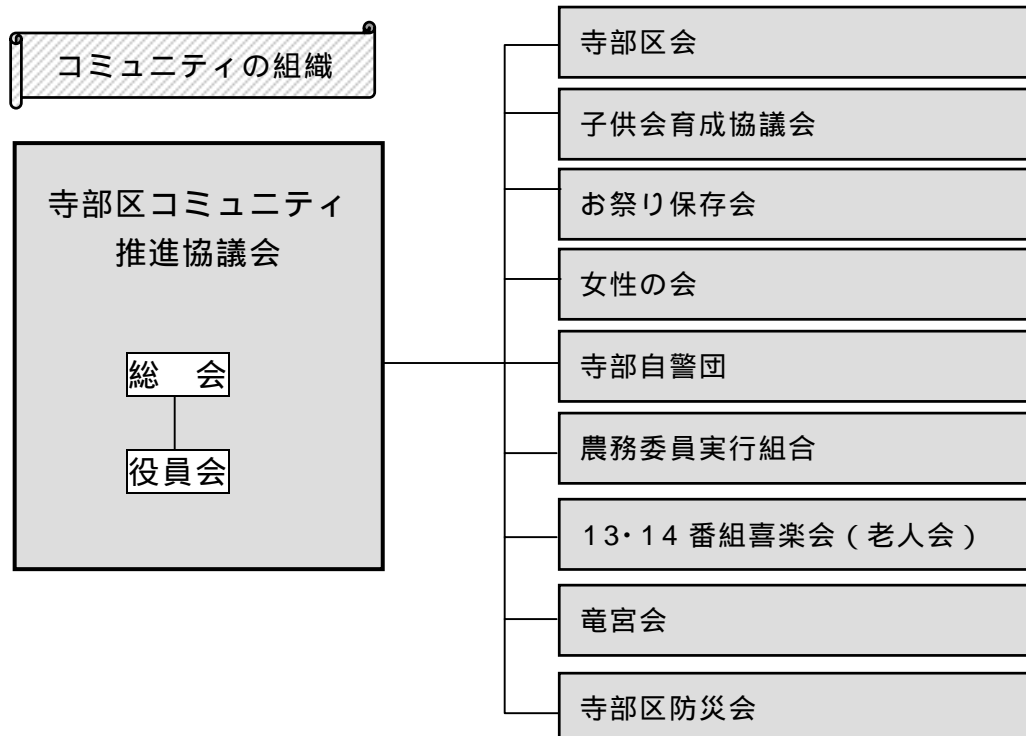 コミュニティの組織
寺部区コミュニティ
推進協議会
総　会
役員会
寺部区会
子供会育成協議会
お祭り保存会
女性の会
寺部自警団
農務委員実行組合
13・14番組喜楽会（老人会）
竜宮会
寺部区防災会